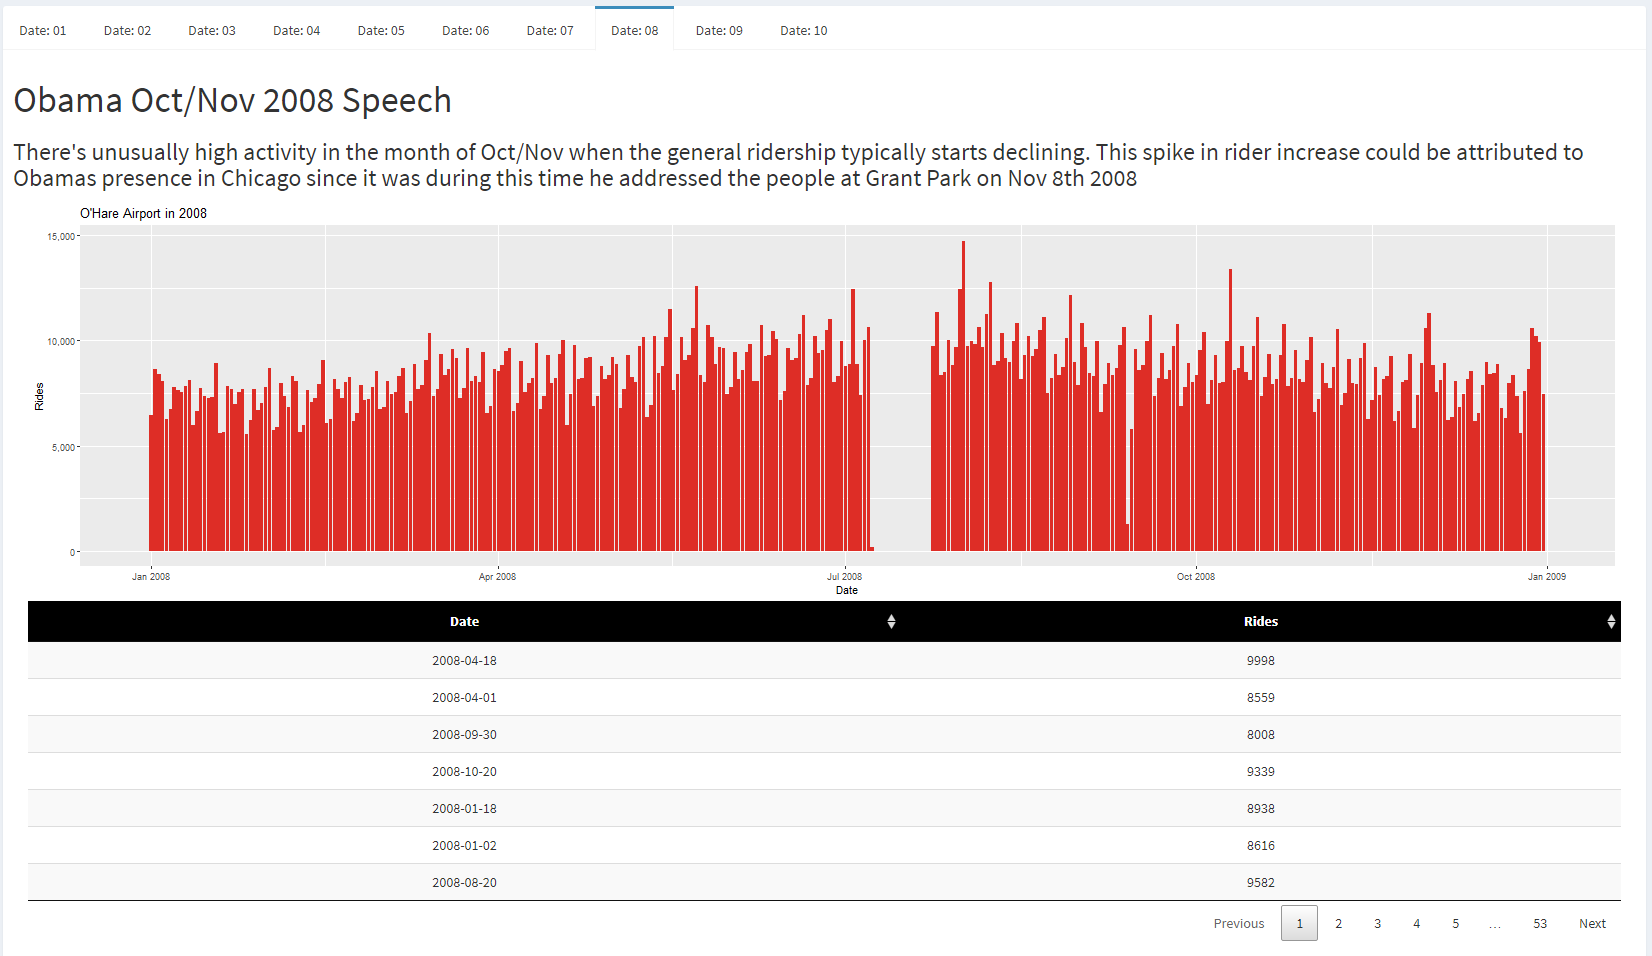 Date: 01 Date: 02 Date: 03 Date: 04 Date: 05 Date: 06 Date: 07 Date: 08 Date: 09 Date: 10
Obama Oct/Nov 2008 Speech
There's unusually high activity in the month of Oct/Nov when the general ridership typically starts declining. This spike in rider increase could be attributed to
Obamas presence in Chicago since it was during this time he addressed the people at Grant Park on Nov 8th 2008
O'Hare Airport in 2008
15,000
10,000
5,000
0
Rides
Jan 2008 Apr 2008 Jul 2008 Oct 2008 Jan 2009
Date
Date Rides
2008-04-18 9998
2008-04-01 8559
2008-09-30 8008
2008-10-20 9339
2008-01-18 8938
2008-01-02 8616
2008-08-20 9582
Previous 1 2 3 4 5 … 53 Next